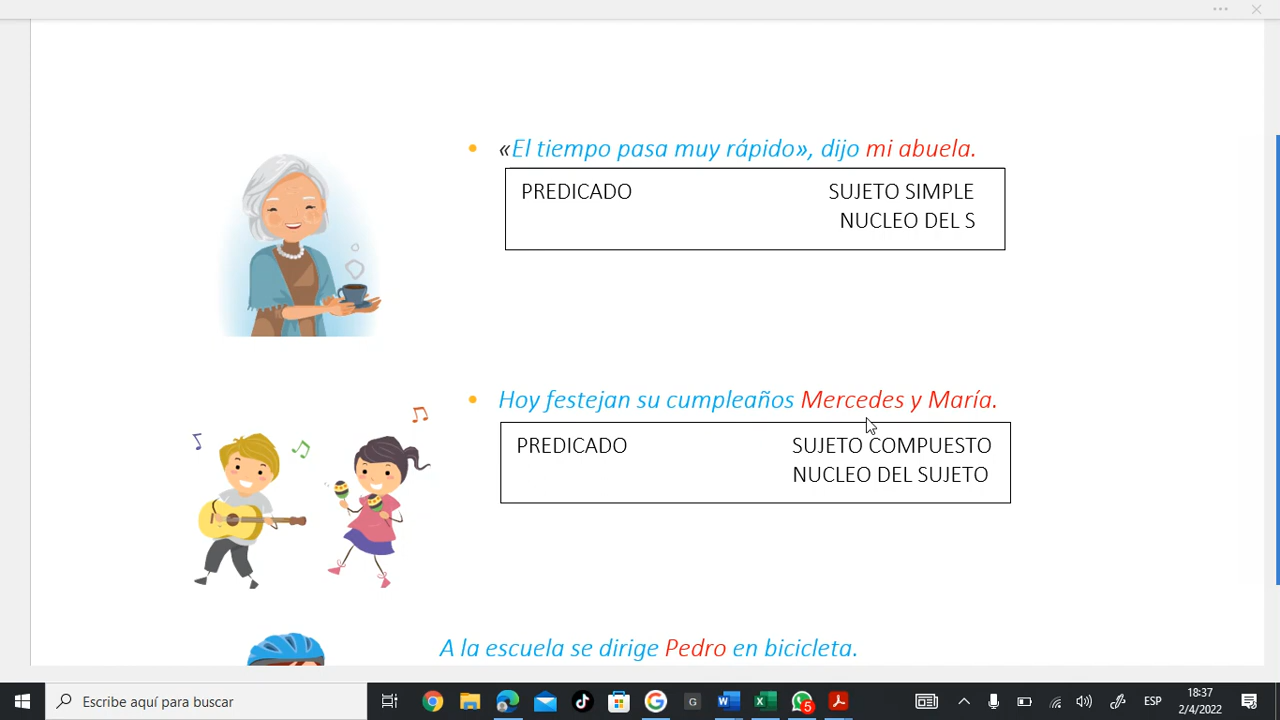 • «El tiempo pasa muy rápido», dijo mi abuela.
PREDICADO SUJETO SIMPLE
NUCLEO DEL S
• Hoy festejan su cumpleaños Mercedes y María.
PREDICADO SUJETO COMPUESTO
NUCLEO DEL SUJETO
A la escuela se dirige Pedro en bicicleta.
Escribe aquí para buscar
G
5
ESP
18:37
2/4/2022